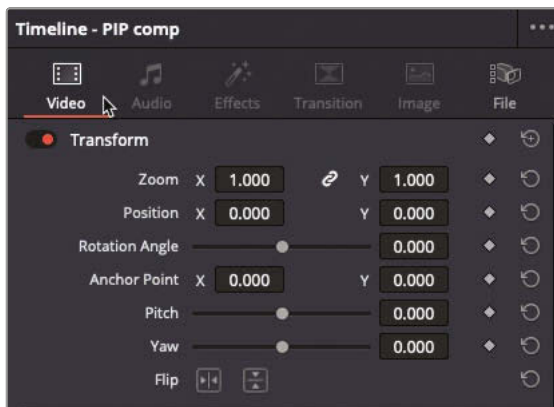 Timeline - PIP comp
Video Audio Effects Transition Image File
Transform
Zoom X 1.000 Y 1.000
Position X 0.000 Y 0.000
Rotation Angle 0.000
Anchor Point X 0.000 Y 0.000
Pitch 0.000
Yaw 0.000
Flip